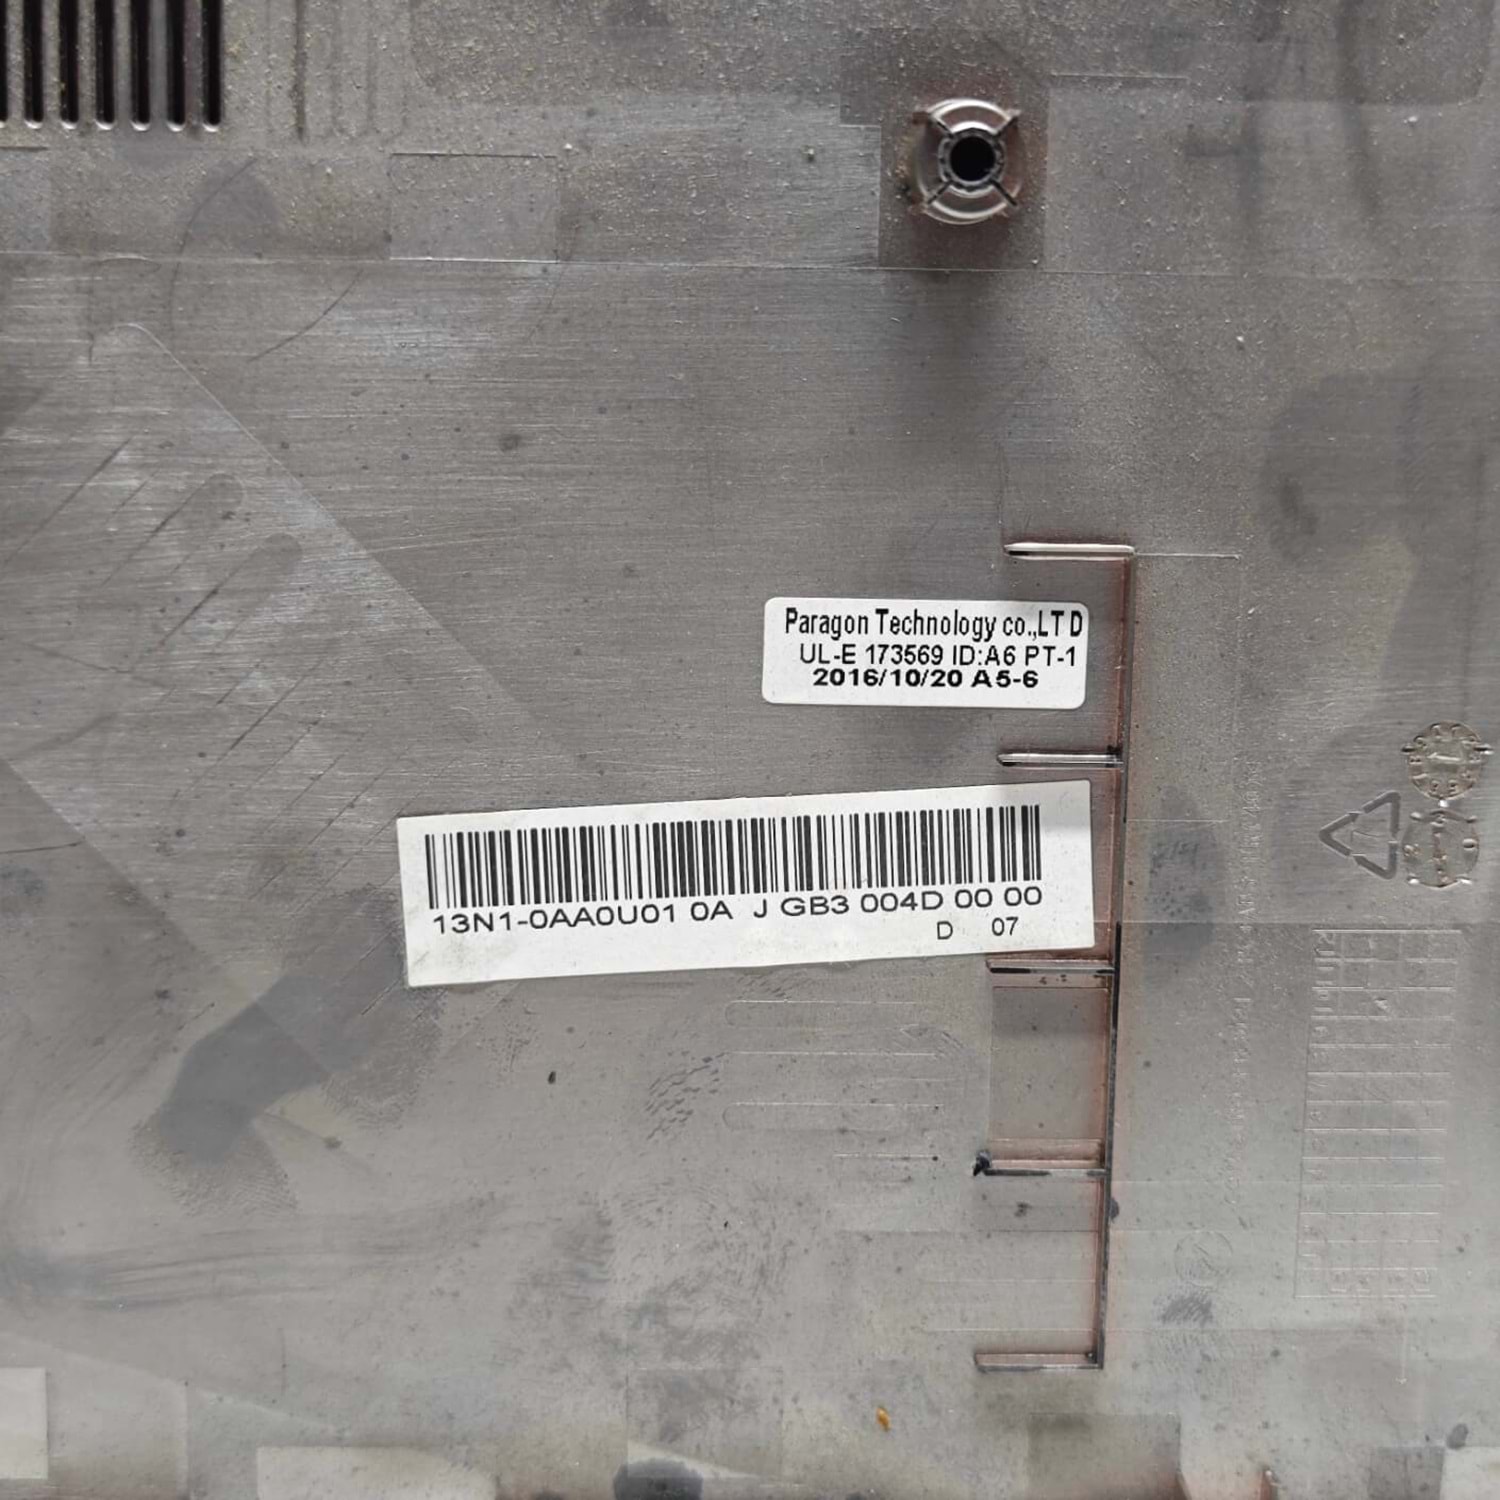 Paragon Technology co.,LT D
UL-E 173569 ID:A6 PT-1
2016/10/20 A5-6
13N1-0AA0U01 0A J GB3 004D 00 00
D 07